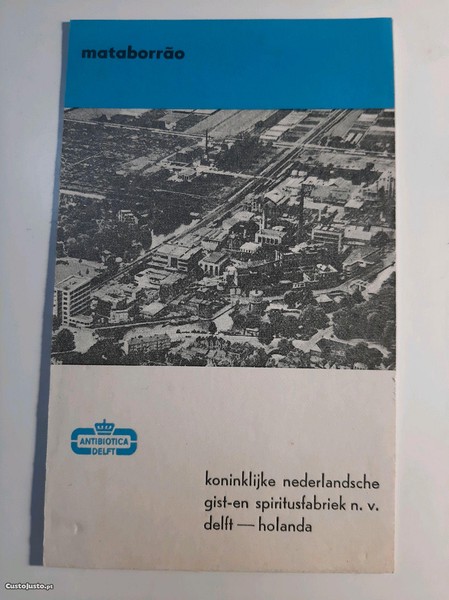 mataborrão
ANTIBIOTICA
DELFT
koninklijke nederlandsche
gist-en spiritusfabriek n. v.
delft — holanda
CustoJusto.pt